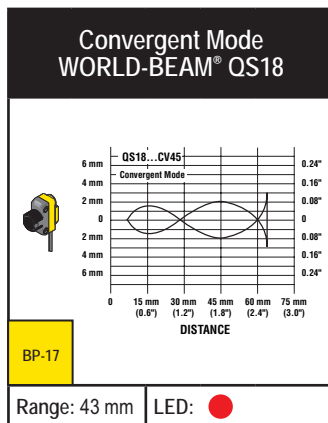 Convergent Mode
WORLD-BEAM® QS18
QS18...CV45
Convergent Mode
6 mm 0.24"
4 mm 0.16"
2 mm 0.08"
0 0
2 mm 0.08"
4 mm 0.16"
6 mm 0.24"
0 15 mm 30 mm 45 mm 60 mm 75 mm
(0.6") (1.2") (1.8") (2.4") (3.0")
DISTANCE
BP-17
Range: 43 mm LED: